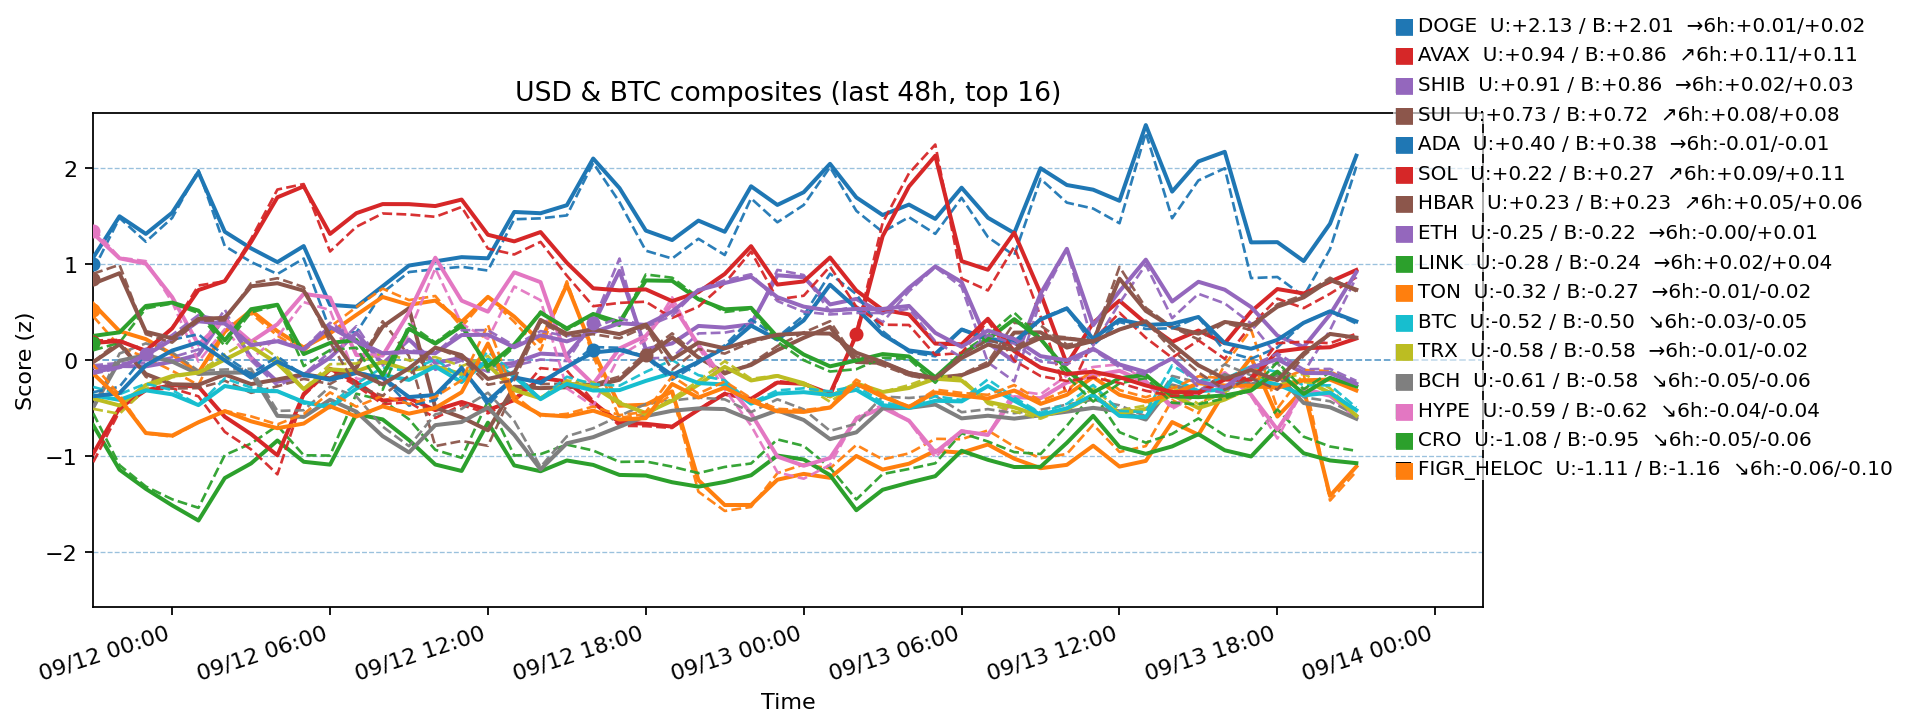 DOGE  U:+2.13 / B:+2.01  →6h:+0.01/+0.02
AVAX  U:+0.94 / B:+0.86  ↗6h:+0.11/+0.11
SHIB  U:+0.91 / B:+0.86  →6h:+0.02/+0.03
SUI  U:+0.73 / B:+0.72  ↗6h:+0.08/+0.08
ADA  U:+0.40 / B:+0.38  →6h:-0.01/-0.01
SOL  U:+0.22 / B:+0.27  ↗6h:+0.09/+0.11
HBAR  U:+0.23 / B:+0.23  ↗6h:+0.05/+0.06
ETH  U:-0.25 / B:-0.22  →6h:-0.00/+0.01
LINK  U:-0.28 / B:-0.24  →6h:+0.02/+0.04
TON  U:-0.32 / B:-0.27  →6h:-0.01/-0.02
BTC  U:-0.52 / B:-0.50  ↘6h:-0.03/-0.05
TRX  U:-0.58 / B:-0.58  →6h:-0.01/-0.02
BCH  U:-0.61 / B:-0.58  ↘6h:-0.05/-0.06
HYPE  U:-0.59 / B:-0.62  ↘6h:-0.04/-0.04
CRO  U:-1.08 / B:-0.95  ↘6h:-0.05/-0.06
FIGR_HELOC  U:-1.11 / B:-1.16  ↘6h:-0.06/-0.10
USD & BTC composites (last 48h, top 16)
Score (z)
2
1
0
−1
−2
09/12 00:00
09/12 06:00
09/12 12:00
09/12 18:00
09/13 00:00
09/13 06:00
09/13 12:00
09/13 18:00
09/14 00:00
Time